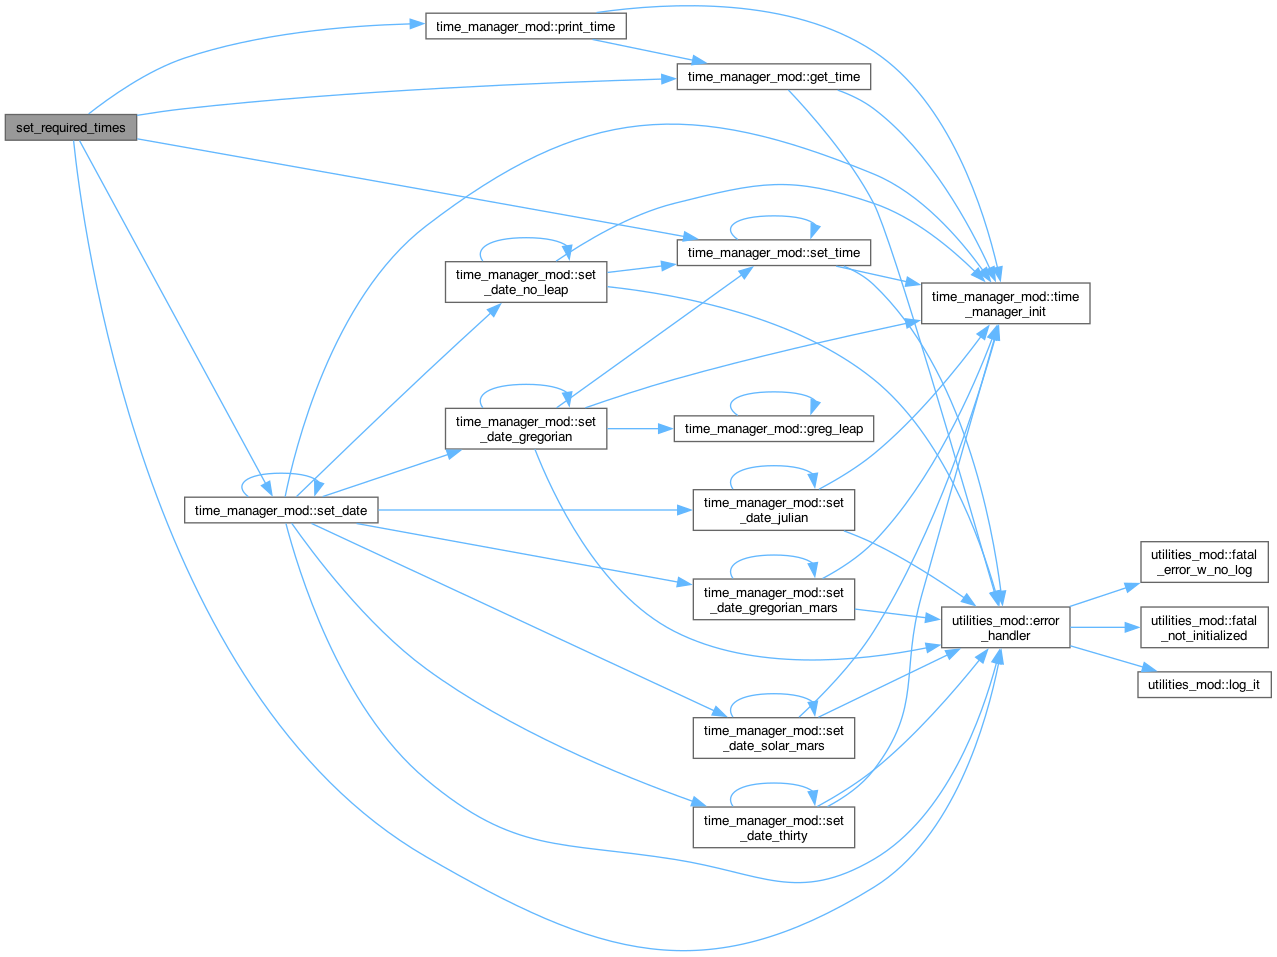 time_manager_mod::print_time
time_manager_mod::get_time
set_required_times
time_manager_mod::set_time
time_manager_mod::set
_date_no_leap
time_manager_mod::time
_manager_init
time_manager_mod::set
_date_gregorian
time_manager_mod::greg_leap
time_manager_mod::set_date
time_manager_mod::set
_date_julian
utilities_mod::fatal
_error_w_no_log
time_manager_mod::set
_date_gregorian_mars
utilities_mod::error
_handler
utilities_mod::fatal
_not_initialized
utilities_mod::log_it
time_manager_mod::set
_date_solar_mars
time_manager_mod::set
_date_thirty